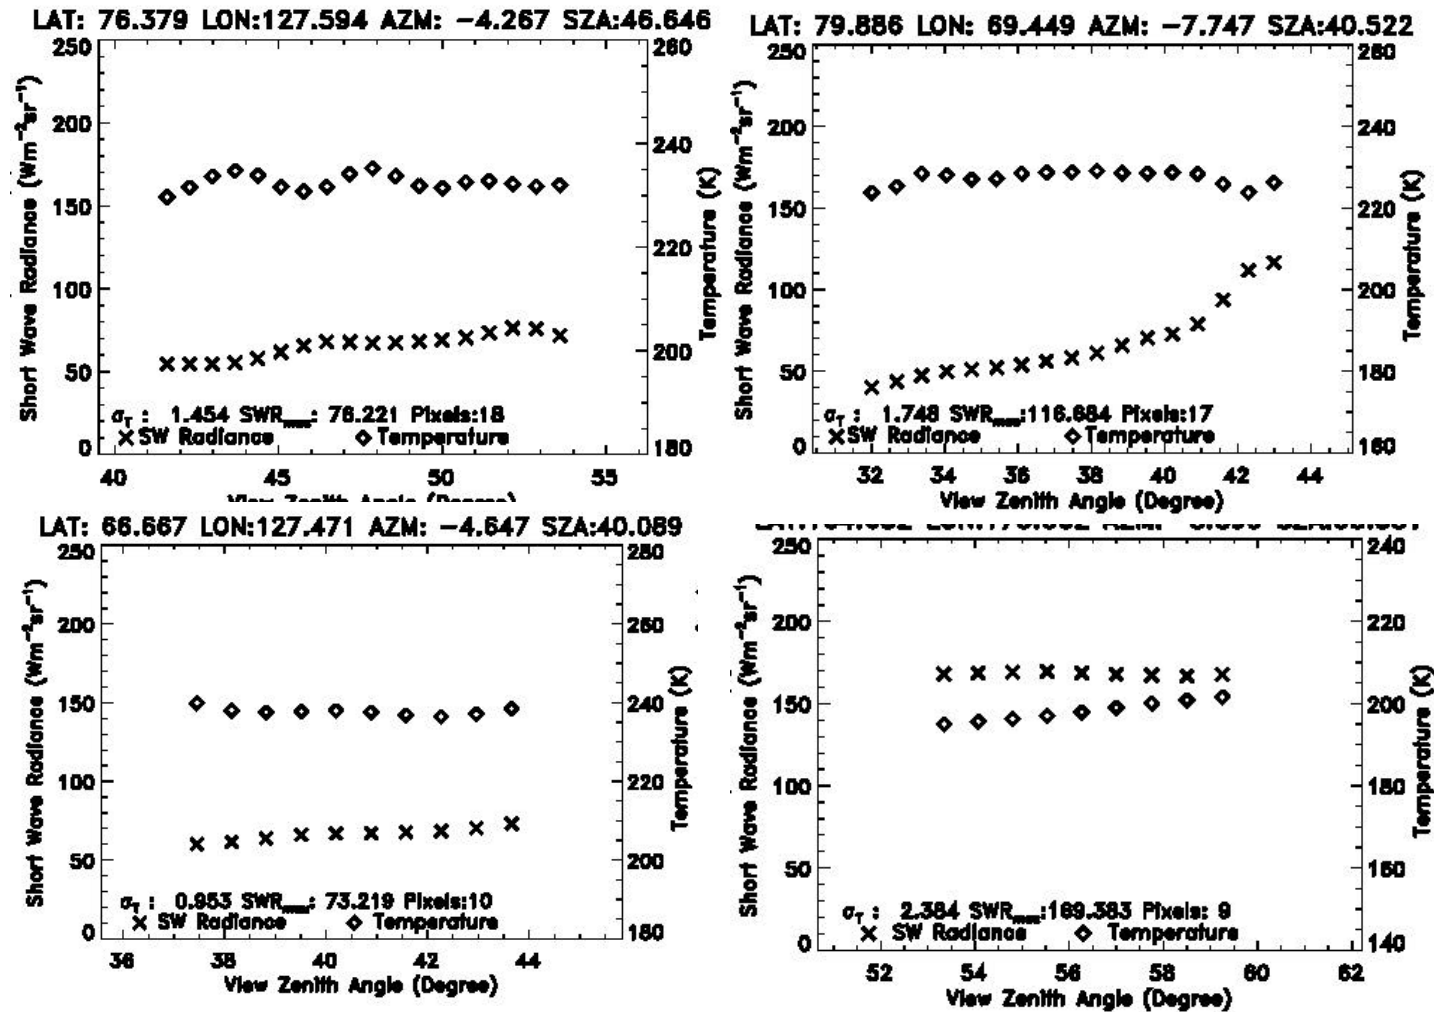 LAT: 76.379 LON:127.594 AZM: −4.267 SZA:46.646
250
200
150
100
50
0
Short Wave Radiance (Wm−2sr−1)
260
240
220
200
180
Temperature (K)
σT : 1.454 SWRmax: 76.221 Pixels:18
SW Radiance Temperature
40 45 50 55
View Zenith Angle (Degree)
LAT: 79.886 LON: 69.449 AZM: −7.747 SZA:40.522
250
200
150
100
50
0
Short Wave Radiance (Wm−2sr−1)
260
240
220
200
180
160
Temperature (K)
σT : 1.748 SWRmax:116.684 Pixels:17
SW Radiance Temperature
32 34 36 38 40 42 44
View Zenith Angle (Degree)
LAT: 66.667 LON:127.471 AZM: −4.647 SZA:40.089
250
200
150
100
50
0
Short Wave Radiance (Wm−2sr−1)
280
260
240
220
200
180
Temperature (K)
σT : 0.953 SWRmax: 73.219 Pixels:10
SW Radiance Temperature
36 38 40 42 44
View Zenith Angle (Degree)
250
200
150
100
50
0
Short Wave Radiance (Wm−2sr−1)
240
220
200
180
160
140
Temperature (K)
σT : 2.384 SWRmax:169.383 Pixels: 9
SW Radiance Temperature
52 54 56 58 60 62
View Zenith Angle (Degree)